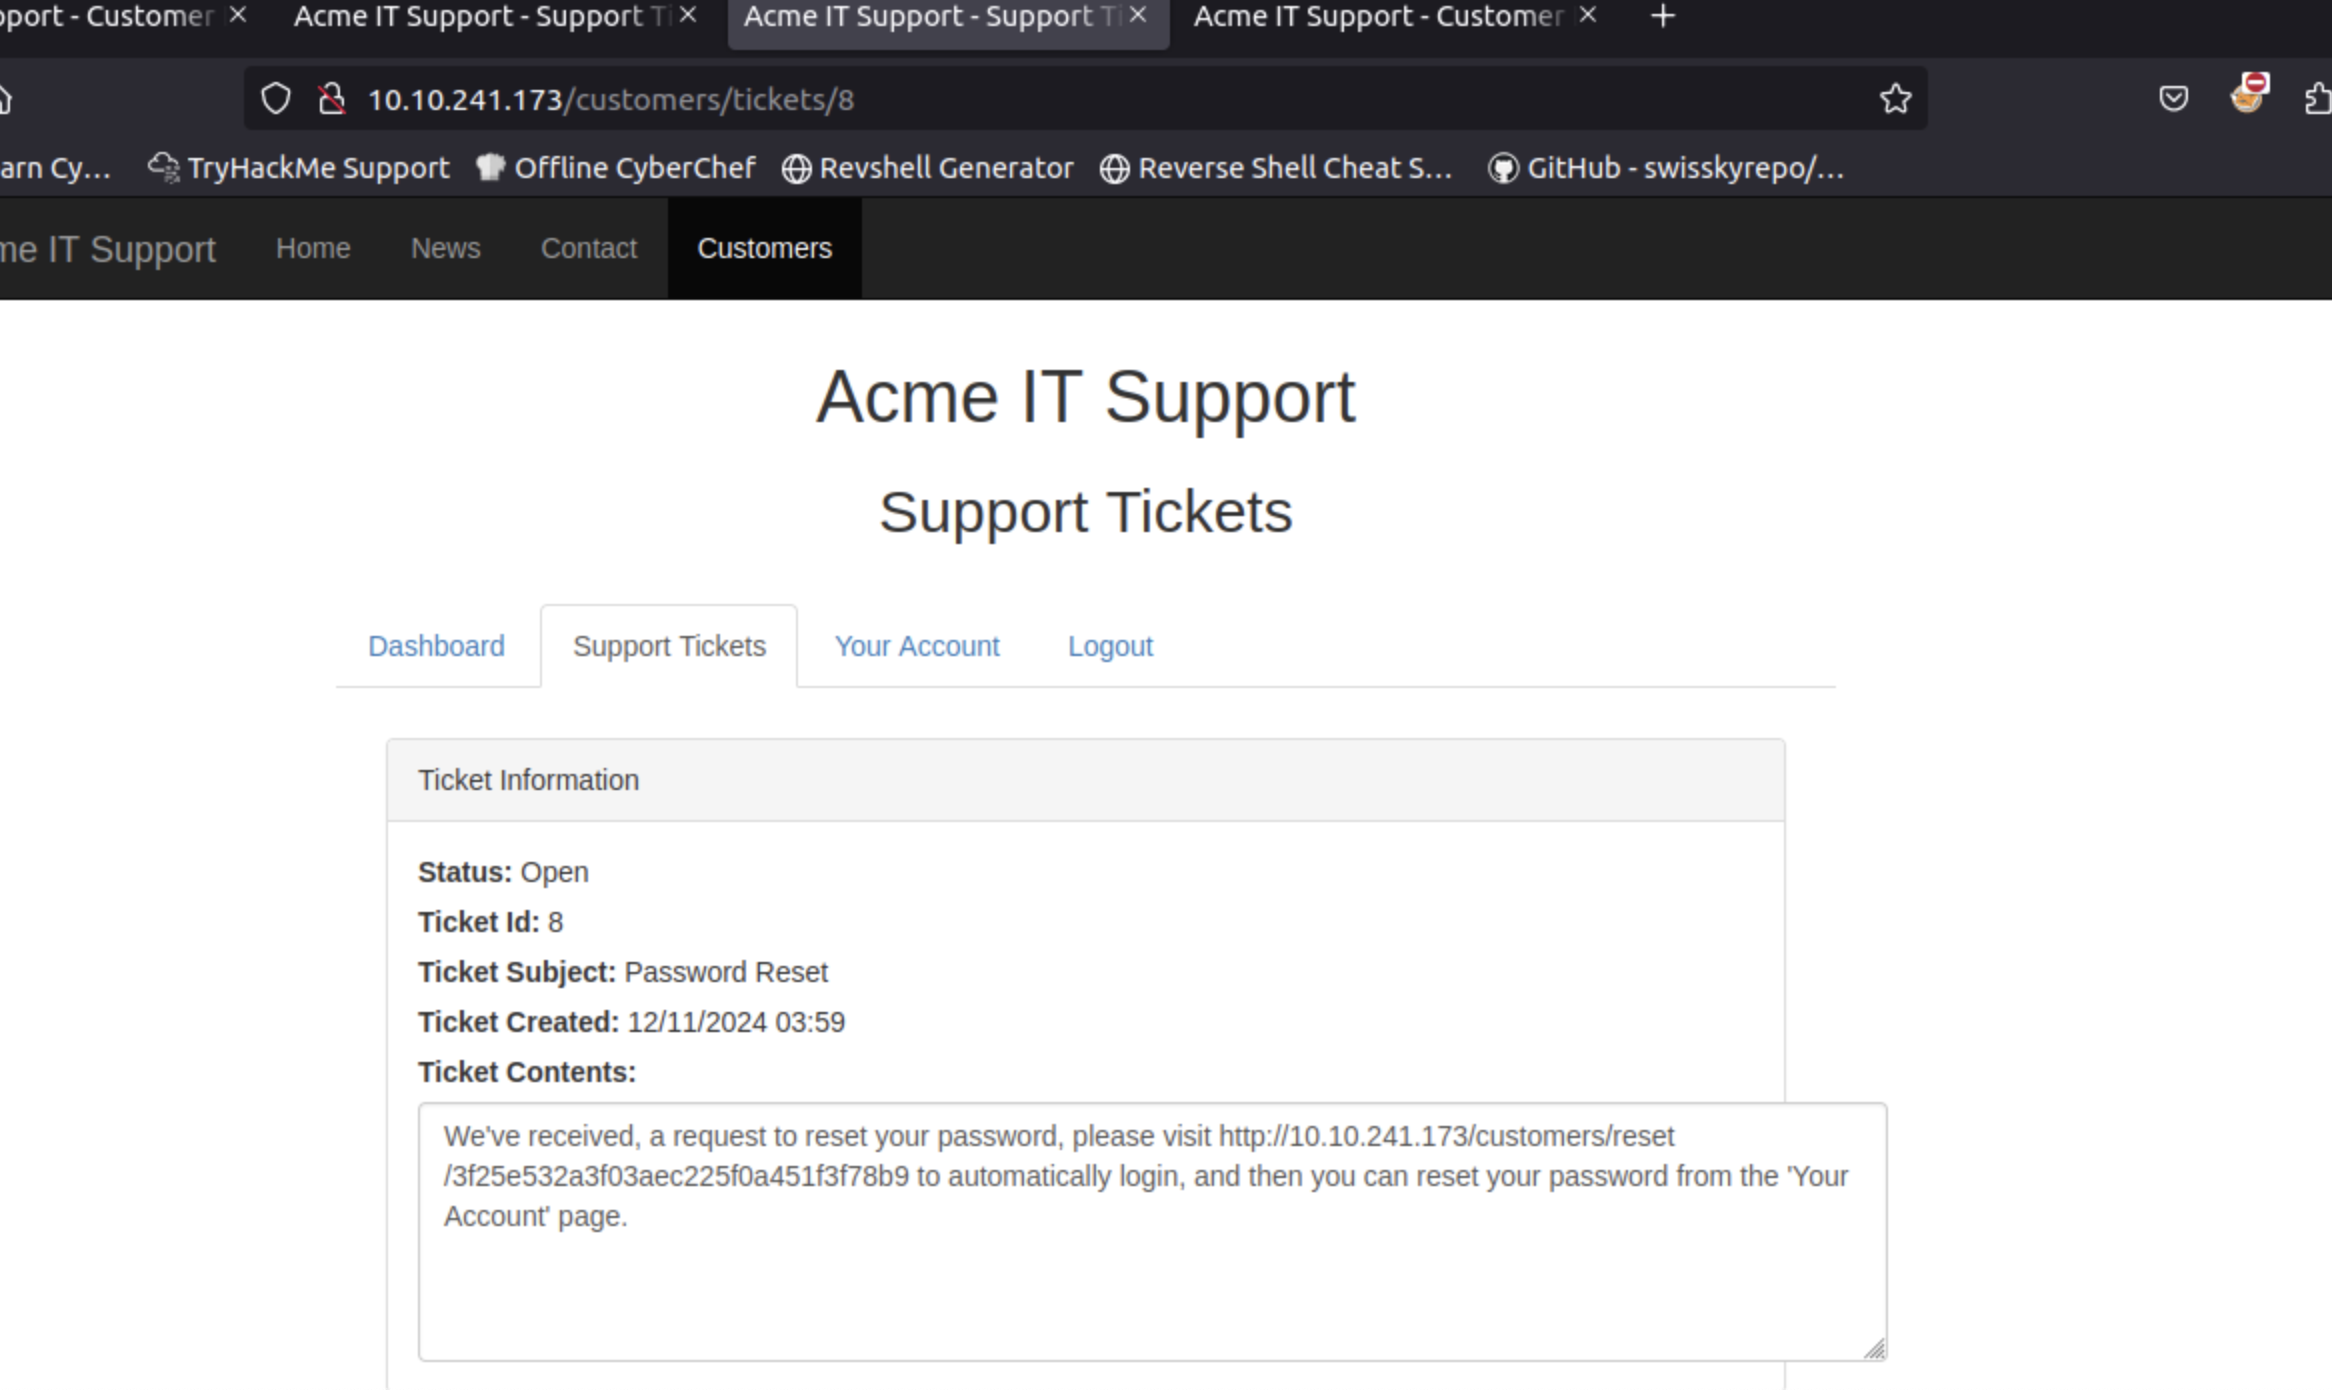 pport - Customer Acme IT Support - Support Ti Acme IT Support - Support Ti Acme IT Support - Customer
10.10.241.173/customers/tickets/8
arn Cy... TryHackMe Support Offline CyberChef Revshell Generator Reverse Shell Cheat S... GitHub - swisskyrepo/...
me IT Support Home News Contact Customers
Acme IT Support
Support Tickets
Dashboard Support Tickets Your Account Logout
Ticket Information
Status: Open
Ticket Id: 8
Ticket Subject: Password Reset
Ticket Created: 12/11/2024 03:59
Ticket Contents:
We've received, a request to reset your password, please visit http://10.10.241.173/customers/reset
/3f25e532a3f03aec225f0a451f3f78b9 to automatically login, and then you can reset your password from the 'Your
Account' page.